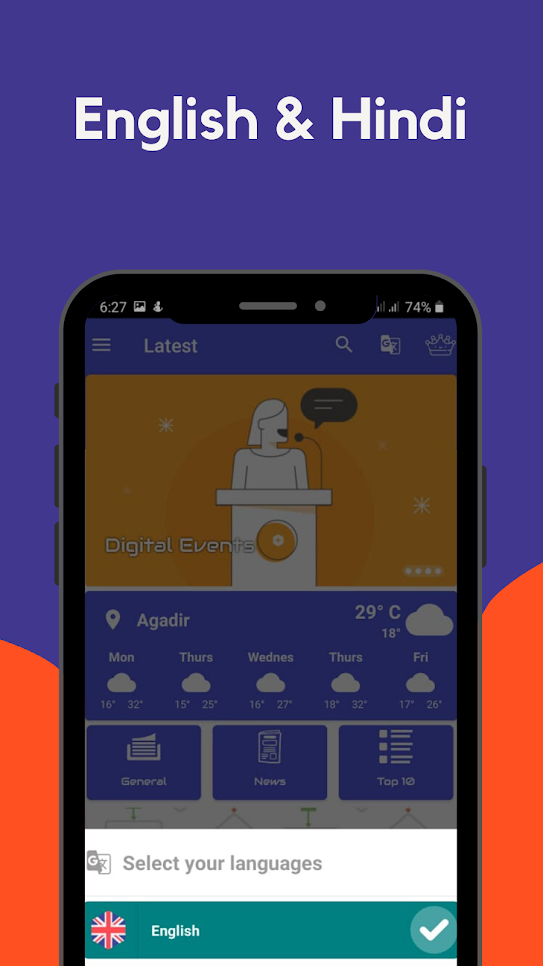 English & Hindi
6:27 74%
Latest
Digital Events
Agadir 29° C
18°
Mon Thurs Wednes Thurs Fri
16° 32° 15° 25° 16° 27° 18° 32° 17° 26°
General News Top 10
Select your languages
English